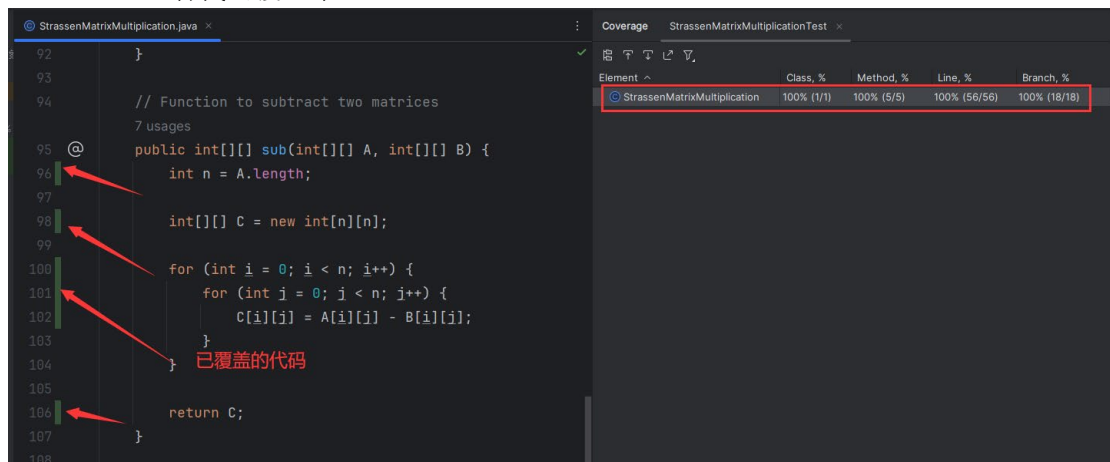 StrassenMatrixMultiplication.java ×
Coverage StrassenMatrixMultiplicationTest ×
Element Class, % Method, % Line, % Branch, %
StrassenMatrixMultiplication 100% (1/1) 100% (5/5) 100% (56/56) 100% (18/18)
92 }
93
94 // Function to subtract two matrices
7 usages
95 @ public int[][] sub(int[][] A, int[][] B) {
96 int n = A.length;
97
98 int[][] C = new int[n][n];
99
100 for (int i = 0; i < n; i++) {
101 for (int j = 0; j < n; j++) {
102 C[i][j] = A[i][j] - B[i][j];
103 }
104 } 已覆盖的代码
105
106 return C;
107 }
108